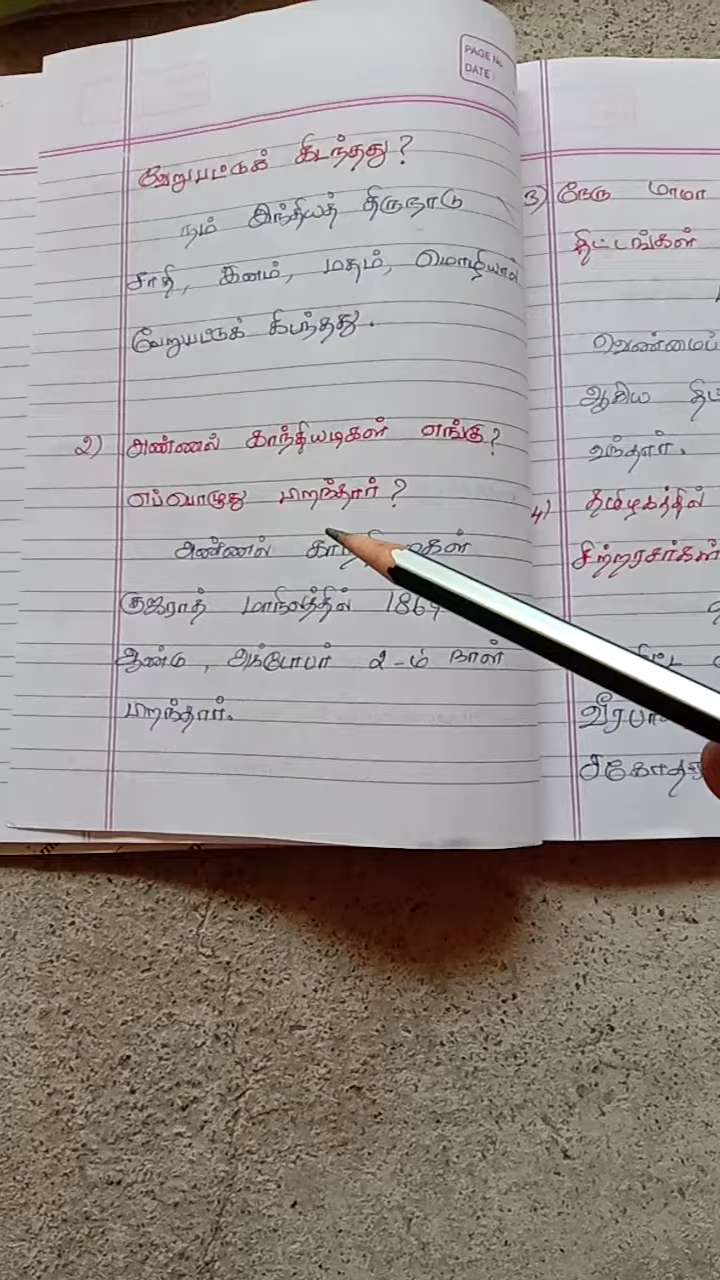 PAGE No.
DATE :
வேறுபட்டுக் கிடந்தது?
நம் இந்தியத் திருநாடு
சாதி, இனம், மதம், மொழியால்
வேறுபட்டுக் கிடந்தது.
2) அண்ணல் காந்தியடிகள் எங்கு?
எப்பொழுது பிறந்தார்?
அண்ணல்
குஜராத் மாநிலத்தில் 1869
ஆண்டு, அக்டோபர் 2-ம் நாள்
பிறந்தார்.
3) நேரு மாமா
திட்டங்கள்
வெண்மைப்
ஆகிய
4) தமிழகத்தில்
சிற்றரசர்கள்